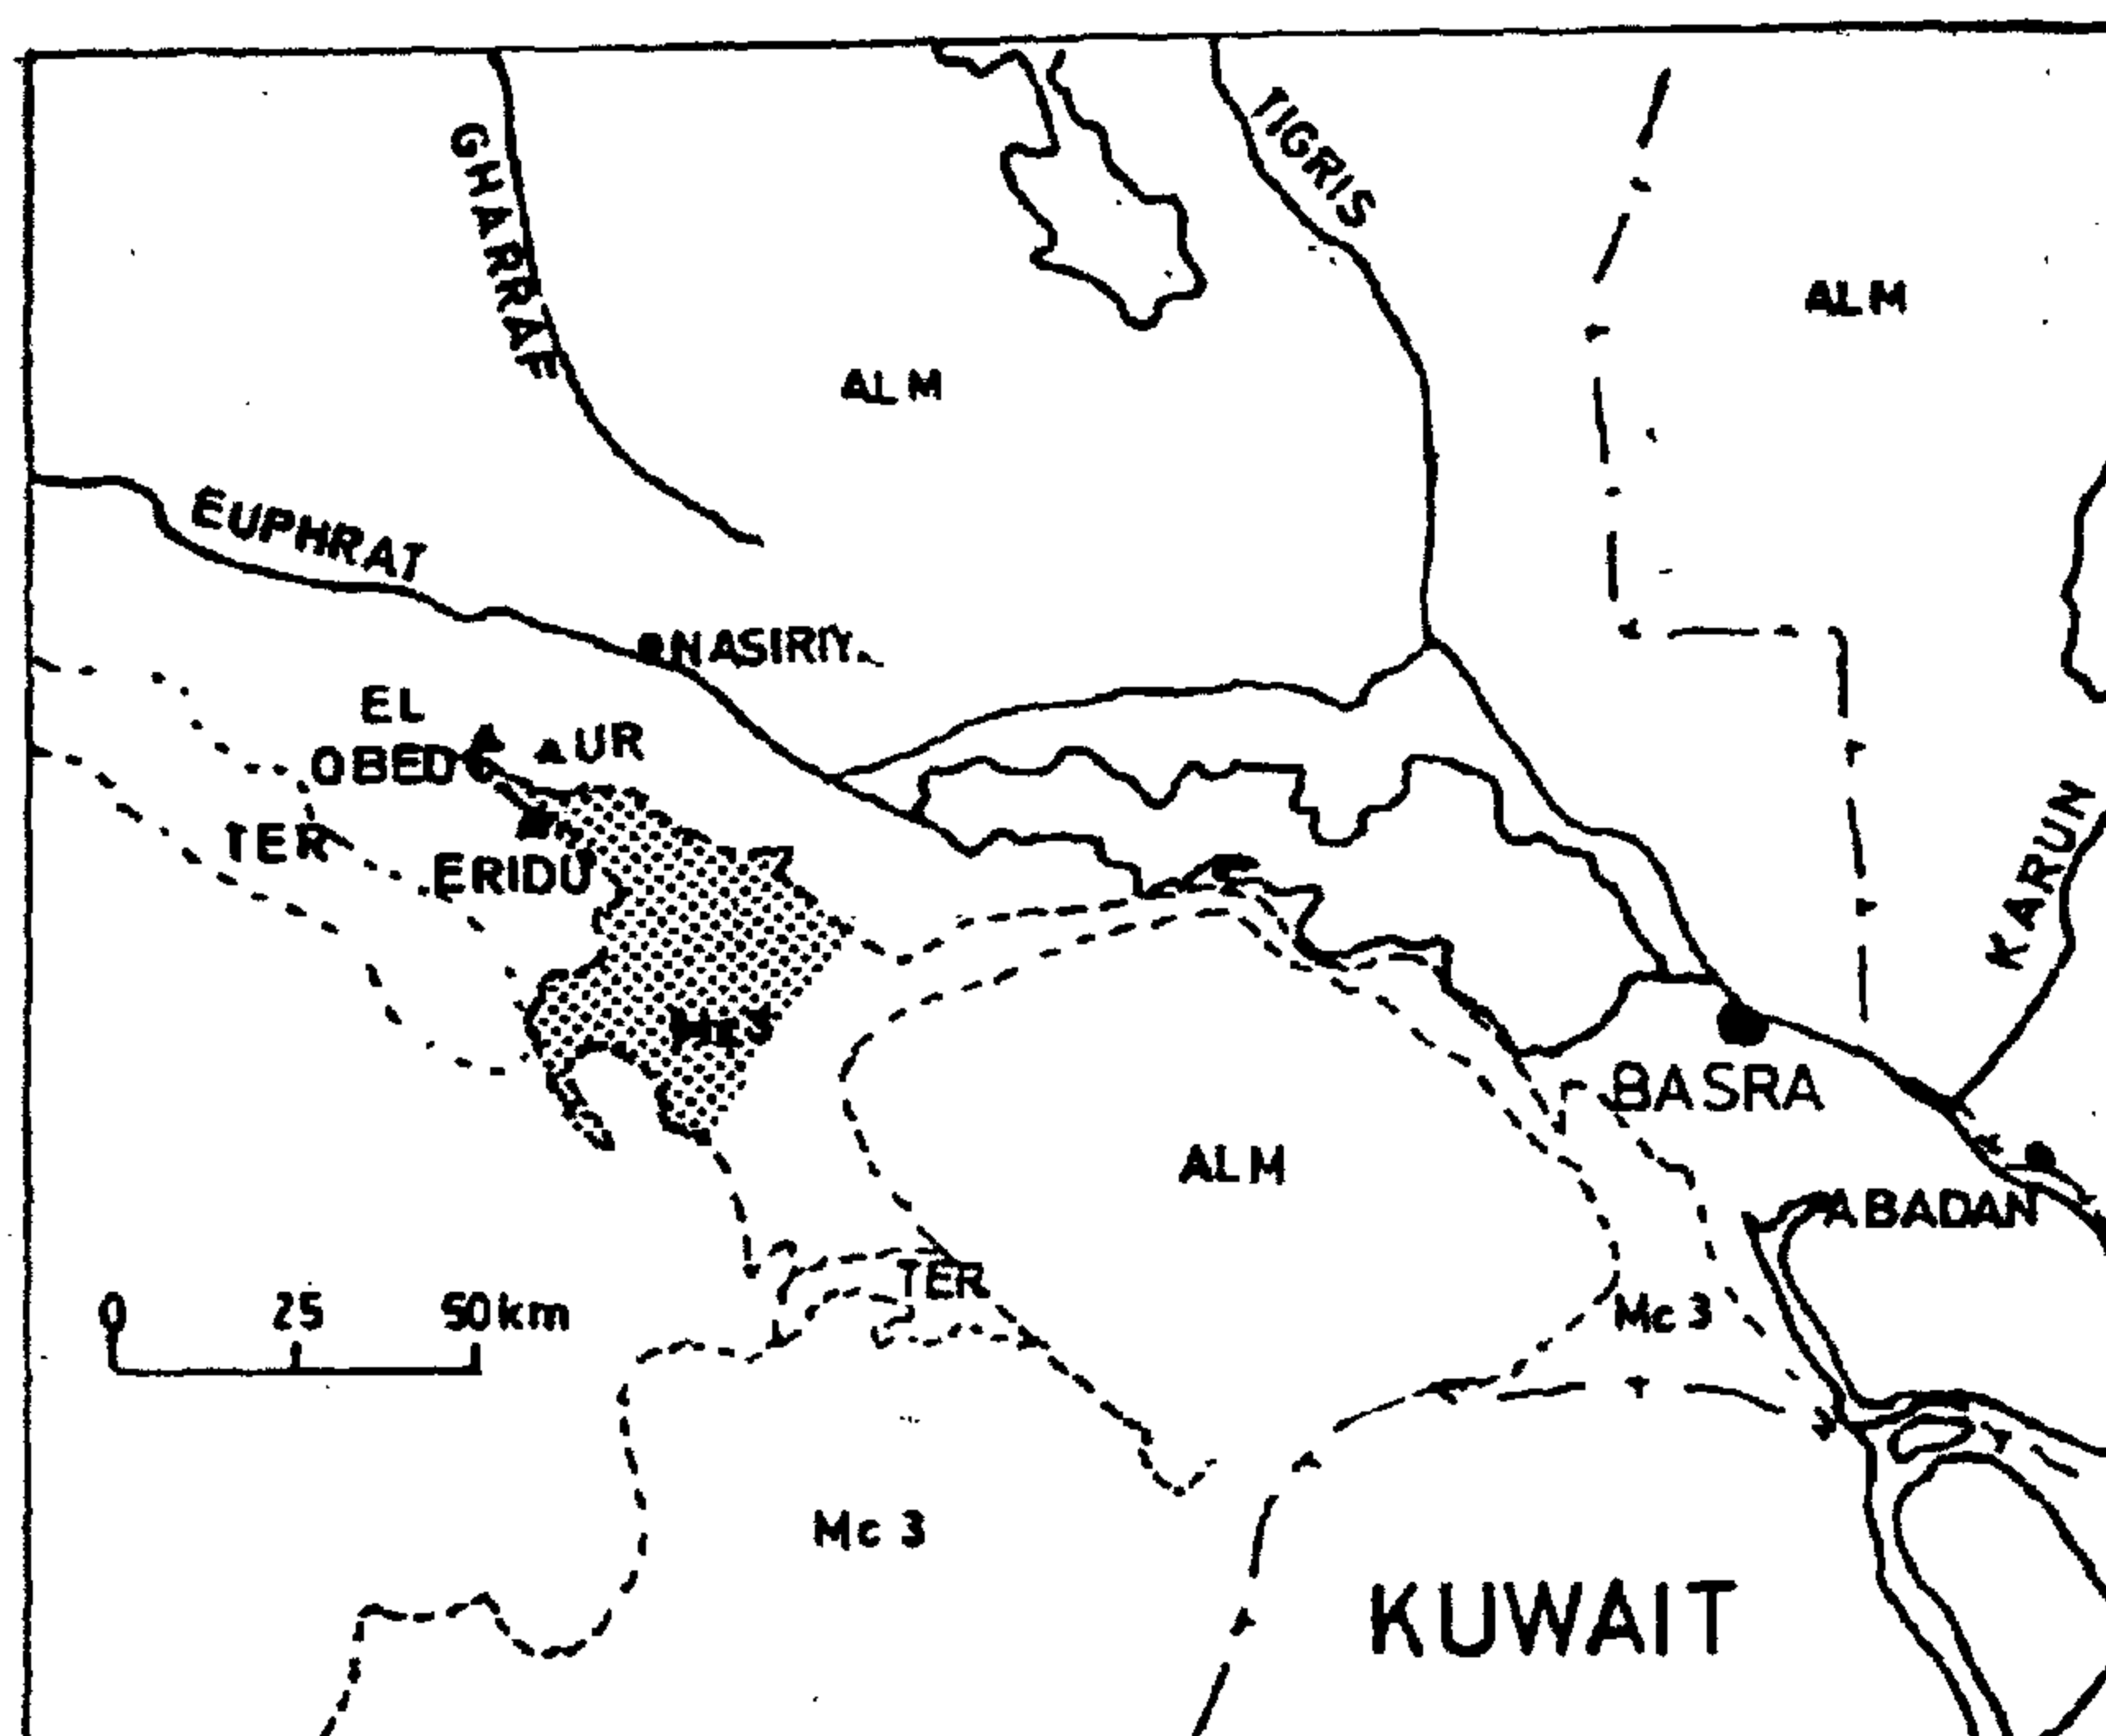 GHARRAF
TIGRIS
ALM
ALM
EUPHRAT
NASIRIY
EL
OBED
UR
TER
ERIDU
KARUN
BASRA
ALM
ABADAN
TER
0 25 50km
Mc 3
Mc 3
KUWAIT